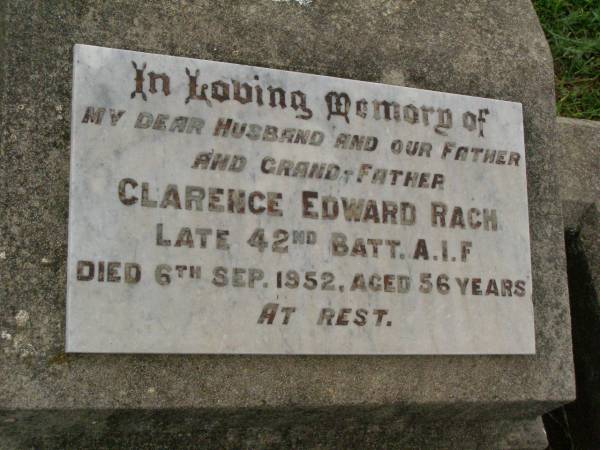 In Loving Memory of
MY DEAR HUSBAND AND OUR FATHER
AND GRAND-FATHER
CLARENCE EDWARD RACH.
LATE 42ND BATT. A.I.F
DIED 6TH SEP. 1952, AGED 56 YEARS
AT REST.